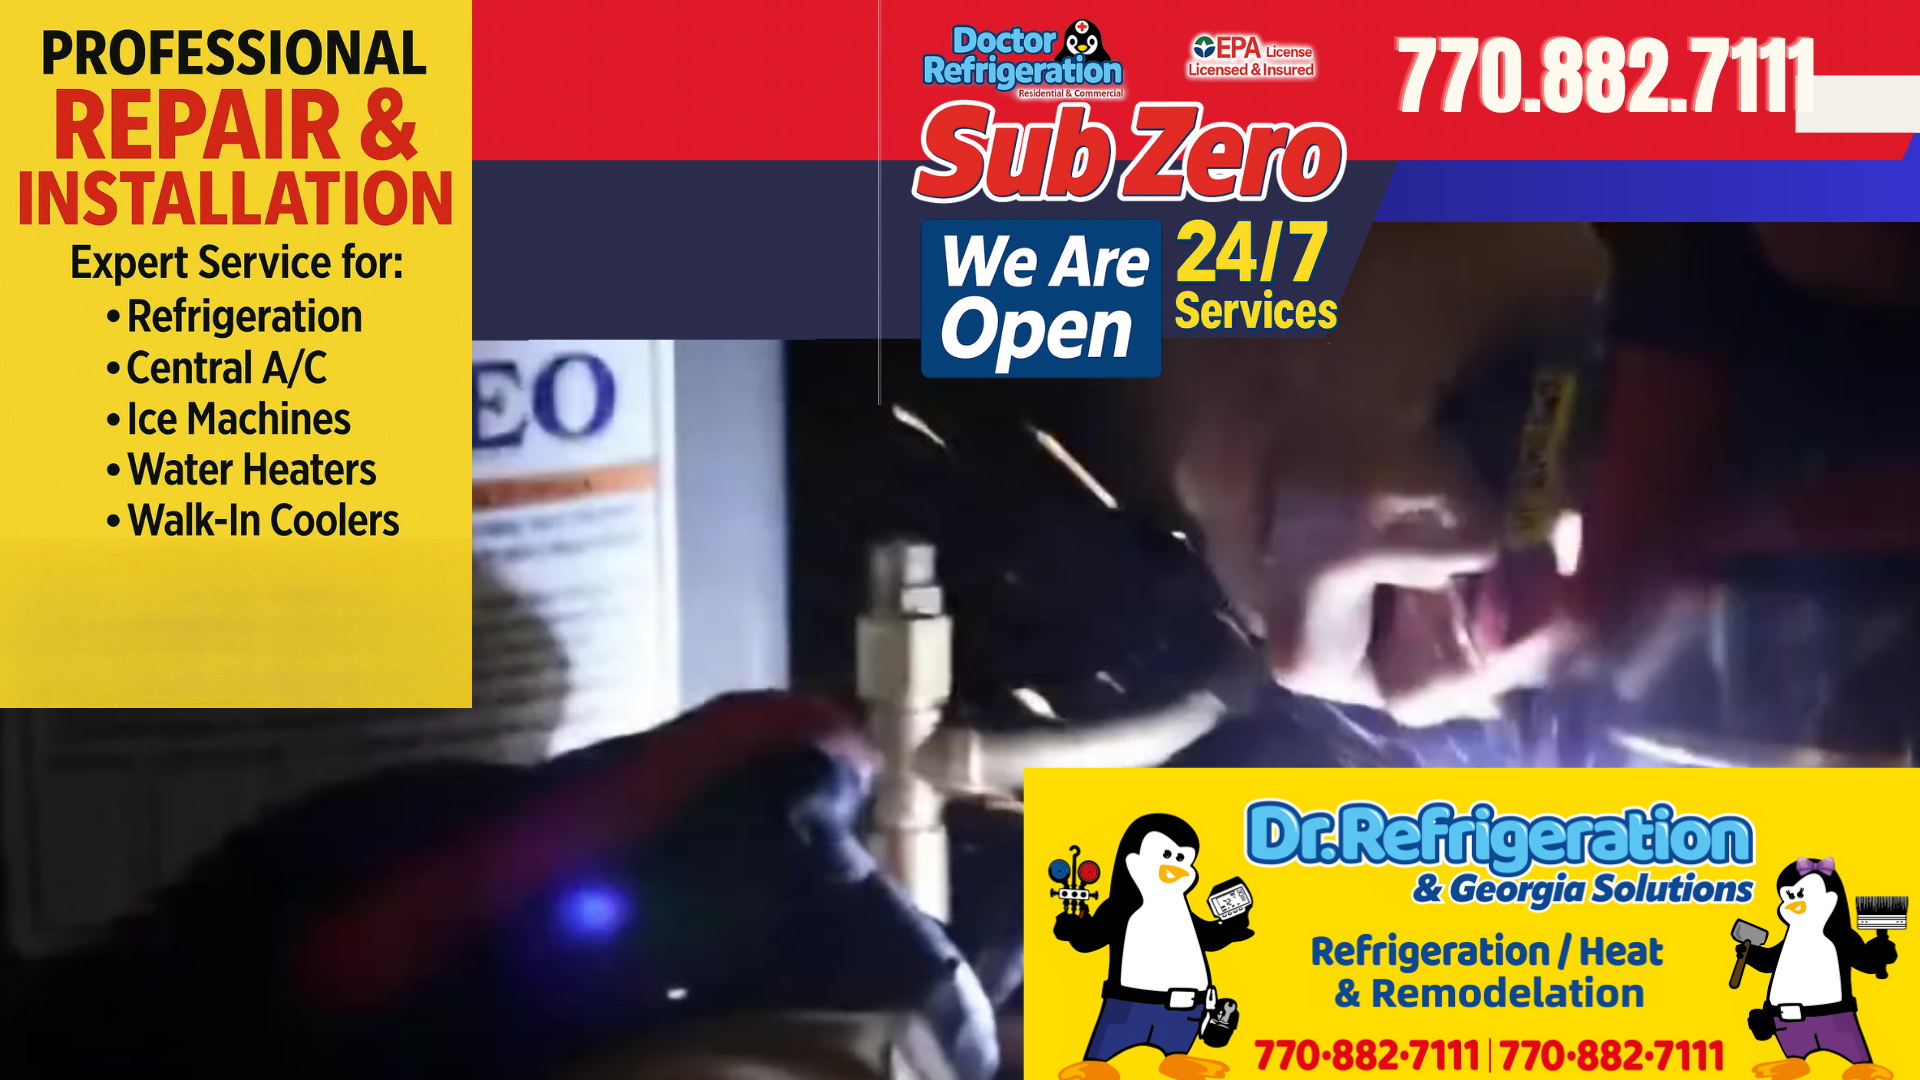 PROFESSIONAL
REPAIR &
INSTALLATION
Expert Service for:
• Refrigeration
• Central A/C
• Ice Machines
• Water Heaters
• Walk-In Coolers
Doctor
Refrigeration
Residential & Commercial
EPA License
Licensed & Insured
770.882.7111
Sub Zero
We Are
Open
24/7
Services
EO
Dr.Refrigeration
& Georgia Solutions
Refrigeration / Heat
& Remodelation
770·882·7111 | 770·882·7111